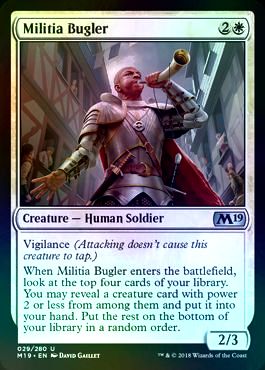 Militia Bugler 2
Creature — Human Soldier M19
Vigilance (Attacking doesn't cause this
creature to tap.)
When Militia Bugler enters the battlefield,
look at the top four cards of your library.
You may reveal a creature card with power
2 or less from among them and put it into
your hand. Put the rest on the bottom of
your library in a random order.
2/3
029/280 U
M19 • EN DAVID GAILLET ™ & © 2018 Wizards of the Coast